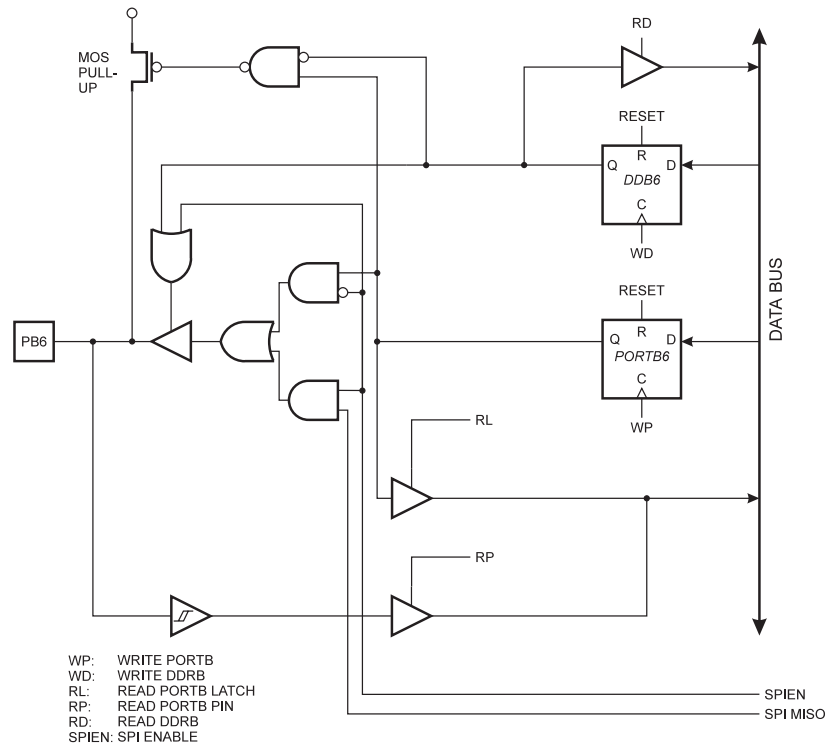 RD
MOS
PULL-
UP
RESET
R
Q
D
DDB6
C
WD
RESET
R
Q
D
PORTB6
C
WP
DATA BUS
PB6
RL
RP
WP: WRITE PORTB
WD: WRITE DDRB
RL: READ PORTB LATCH
RP: READ PORTB PIN
RD: READ DDRB
SPIEN: SPI ENABLE
SPIEN
SPI MISO